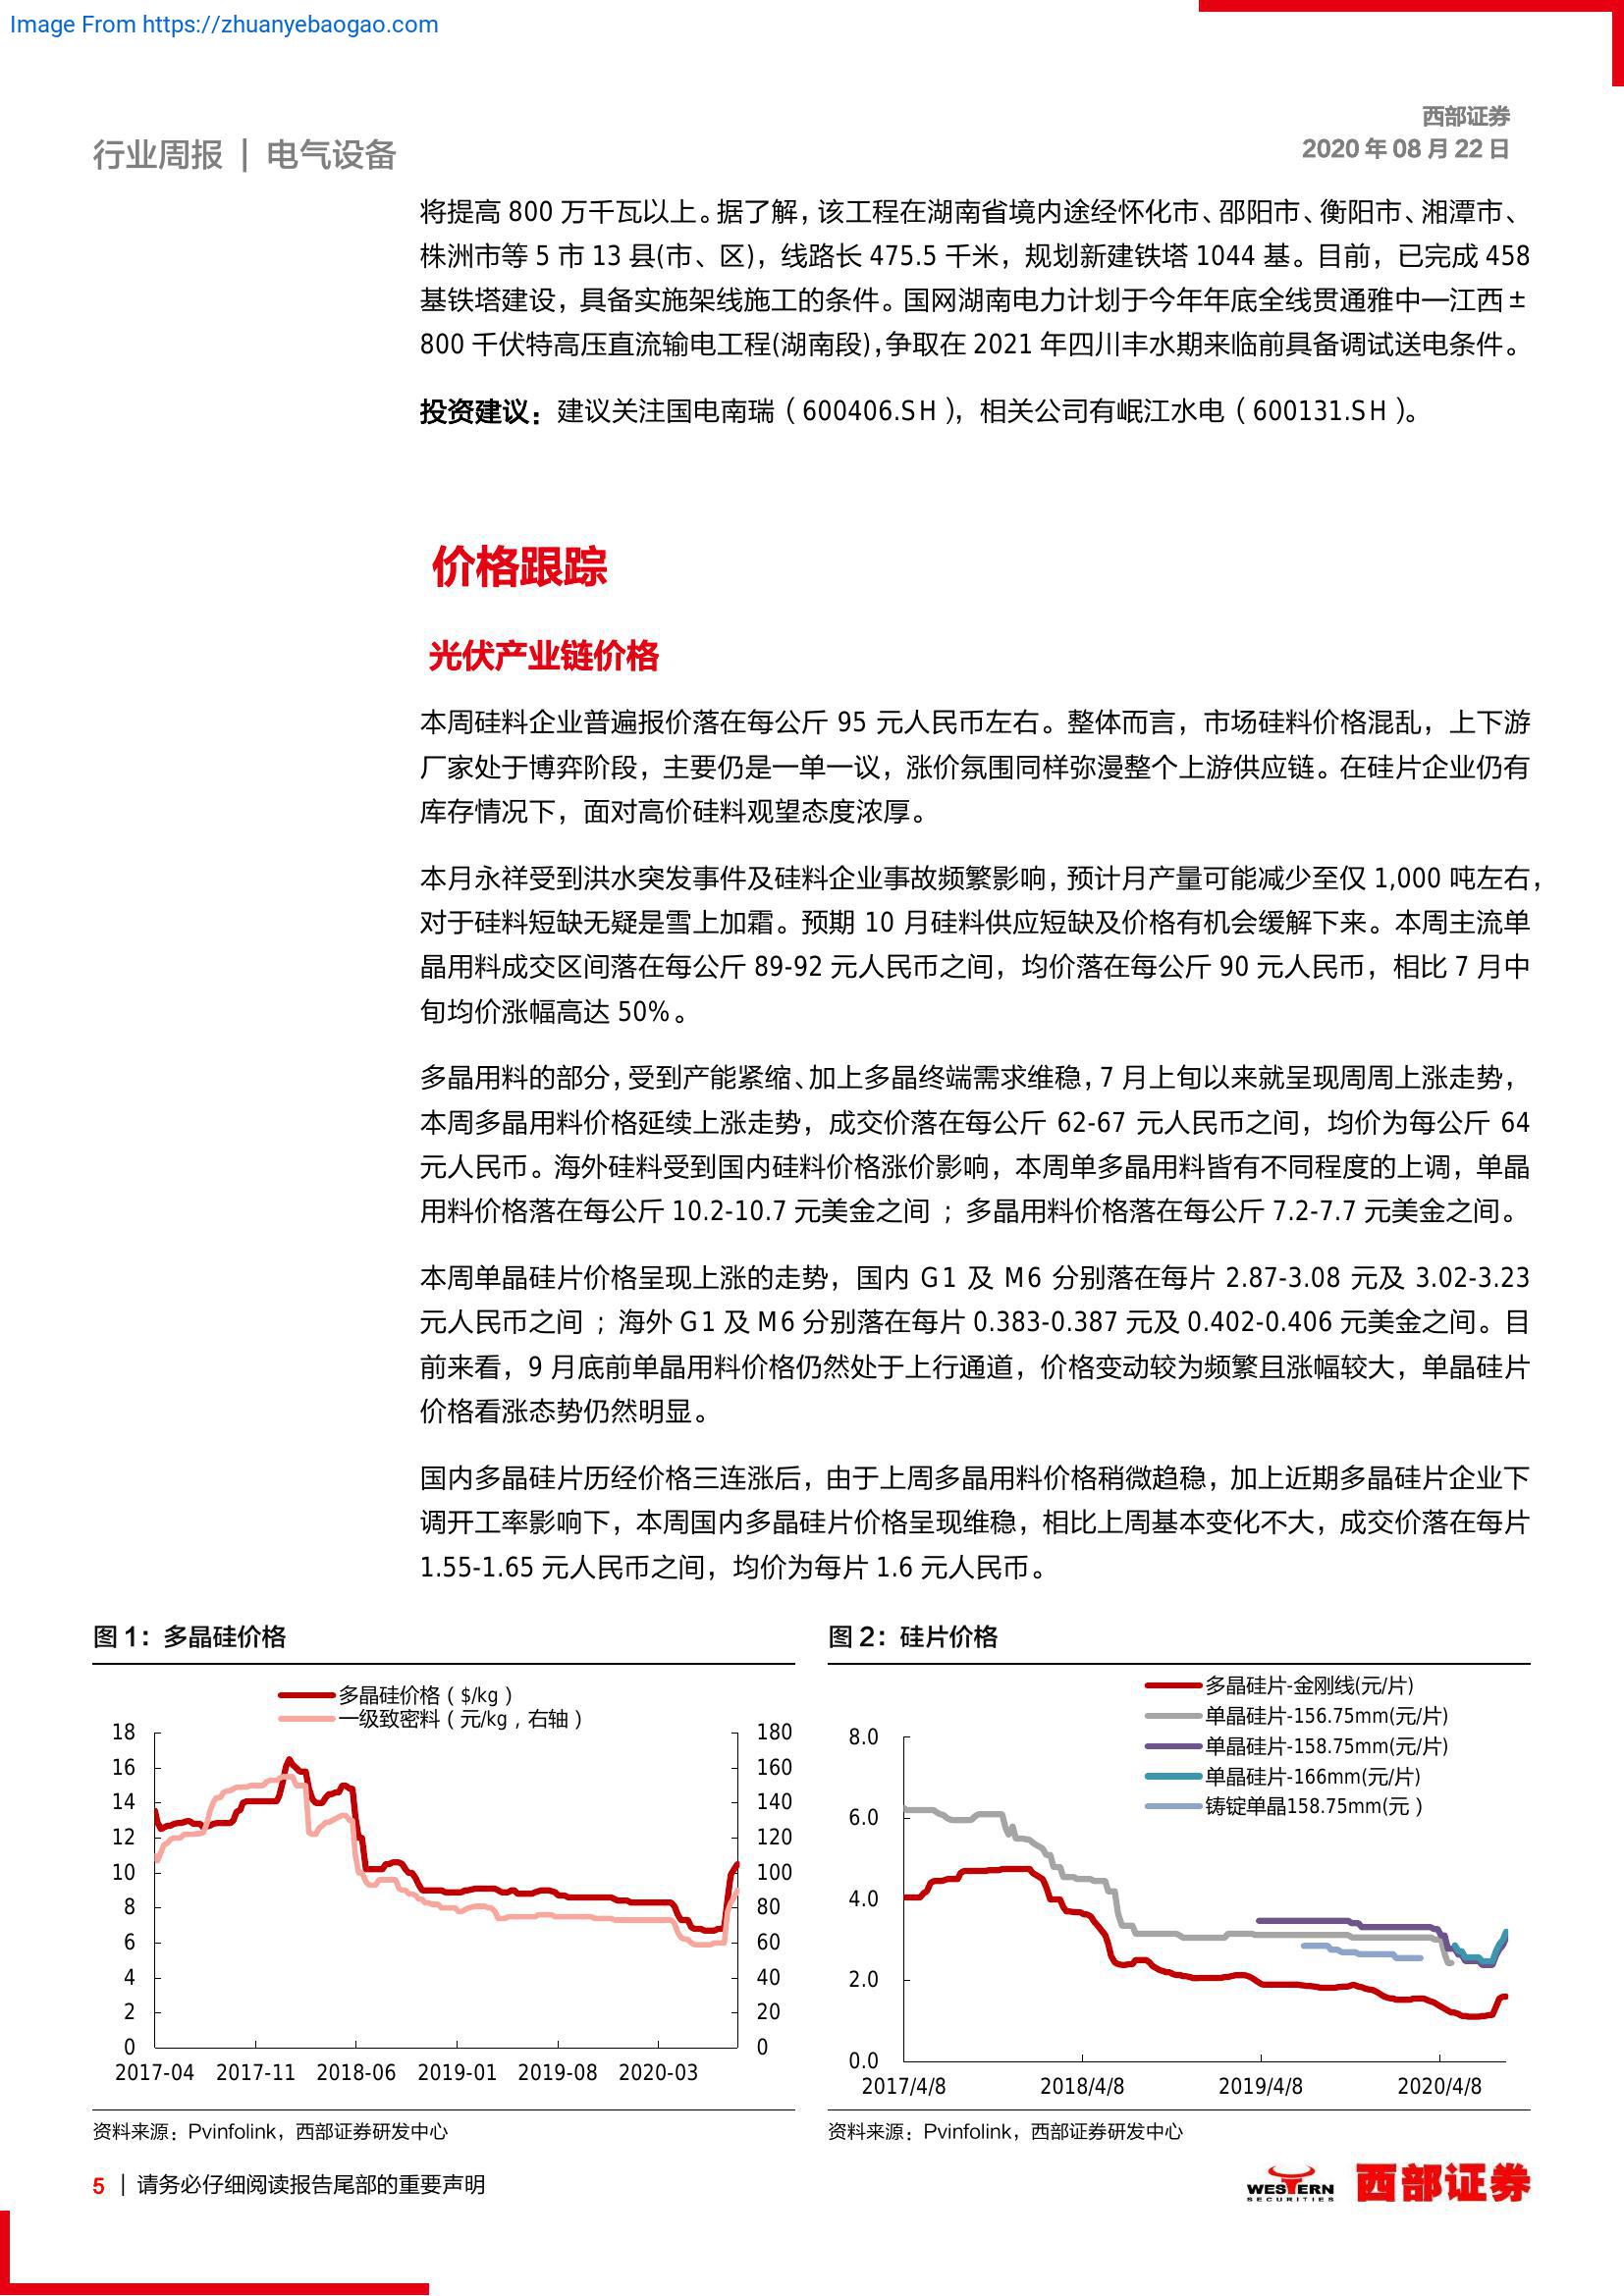 Image From https://zhuanyebaogao.com
西部证券
行业周报 | 电气设备
2020 年 08 月 22 日
将提高 800 万千瓦以上。据了解，该工程在湖南省境内途经怀化市、邵阳市、衡阳市、湘潭市、
株洲市等 5 市 13 县(市、区)，线路长 475.5 千米，规划新建铁塔 1044 基。目前，已完成 458
基铁塔建设，具备实施架线施工的条件。国网湖南电力计划于今年年底全线贯通雅中—江西±
800 千伏特高压直流输电工程(湖南段)，争取在 2021 年四川丰水期来临前具备调试送电条件。
投资建议：建议关注国电南瑞（600406.SH），相关公司有岷江水电（600131.SH）。
价格跟踪
光伏产业链价格
本周硅料企业普遍报价落在每公斤 95 元人民币左右。整体而言，市场硅料价格混乱，上下游
厂家处于博弈阶段，主要仍是一单一议，涨价氛围同样弥漫整个上游供应链。在硅片企业仍有
库存情况下，面对高价硅料观望态度浓厚。
本月永祥受到洪水突发事件及硅料企业事故频繁影响，预计月产量可能减少至仅 1,000 吨左右，
对于硅料短缺无疑是雪上加霜。预期 10 月硅料供应短缺及价格有机会缓解下来。本周主流单
晶用料成交区间落在每公斤 89-92 元人民币之间，均价落在每公斤 90 元人民币，相比 7 月中
旬均价涨幅高达 50%。
多晶用料的部分，受到产能紧缩、加上多晶终端需求维稳，7 月上旬以来就呈现周周上涨走势，
本周多晶用料价格延续上涨走势，成交价落在每公斤 62-67 元人民币之间，均价为每公斤 64
元人民币。海外硅料受到国内硅料价格涨价影响，本周单多晶用料皆有不同程度的上调，单晶
用料价格落在每公斤 10.2-10.7 元美金之间；多晶用料价格落在每公斤 7.2-7.7 元美金之间。
本周单晶硅片价格呈现上涨的走势，国内 G1 及 M6 分别落在每片 2.87-3.08 元及 3.02-3.23
元人民币之间；海外 G1 及 M6 分别落在每片 0.383-0.387 元及 0.402-0.406 元美金之间。目
前来看，9 月底前单晶用料价格仍然处于上行通道，价格变动较为频繁且涨幅较大，单晶硅片
价格看涨态势仍然明显。
国内多晶硅片历经价格三连涨后，由于上周多晶用料价格稍微趋稳，加上近期多晶硅片企业下
调开工率影响下，本周国内多晶硅片价格呈现维稳，相比上周基本变化不大，成交价落在每片
1.55-1.65 元人民币之间，均价为每片 1.6 元人民币。
图 1：多晶硅价格
多晶硅价格（$/kg）
一级致密料（元/kg，右轴）
18
16
14
12
10
8
6
4
2
0
180
160
140
120
100
80
60
40
20
0
2017-04 2017-11 2018-06 2019-01 2019-08 2020-03
资料来源：Pvinfolink，西部证券研发中心
图 2：硅片价格
多晶硅片-金刚线(元/片)
单晶硅片-156.75mm(元/片)
单晶硅片-158.75mm(元/片)
单晶硅片-166mm(元/片)
铸锭单晶158.75mm(元）
8.0
6.0
4.0
2.0
0.0
2017/4/8 2018/4/8 2019/4/8 2020/4/8
资料来源：Pvinfolink，西部证券研发中心
5 | 请务必仔细阅读报告尾部的重要声明
WESTERN
SECURITIES
西部证券